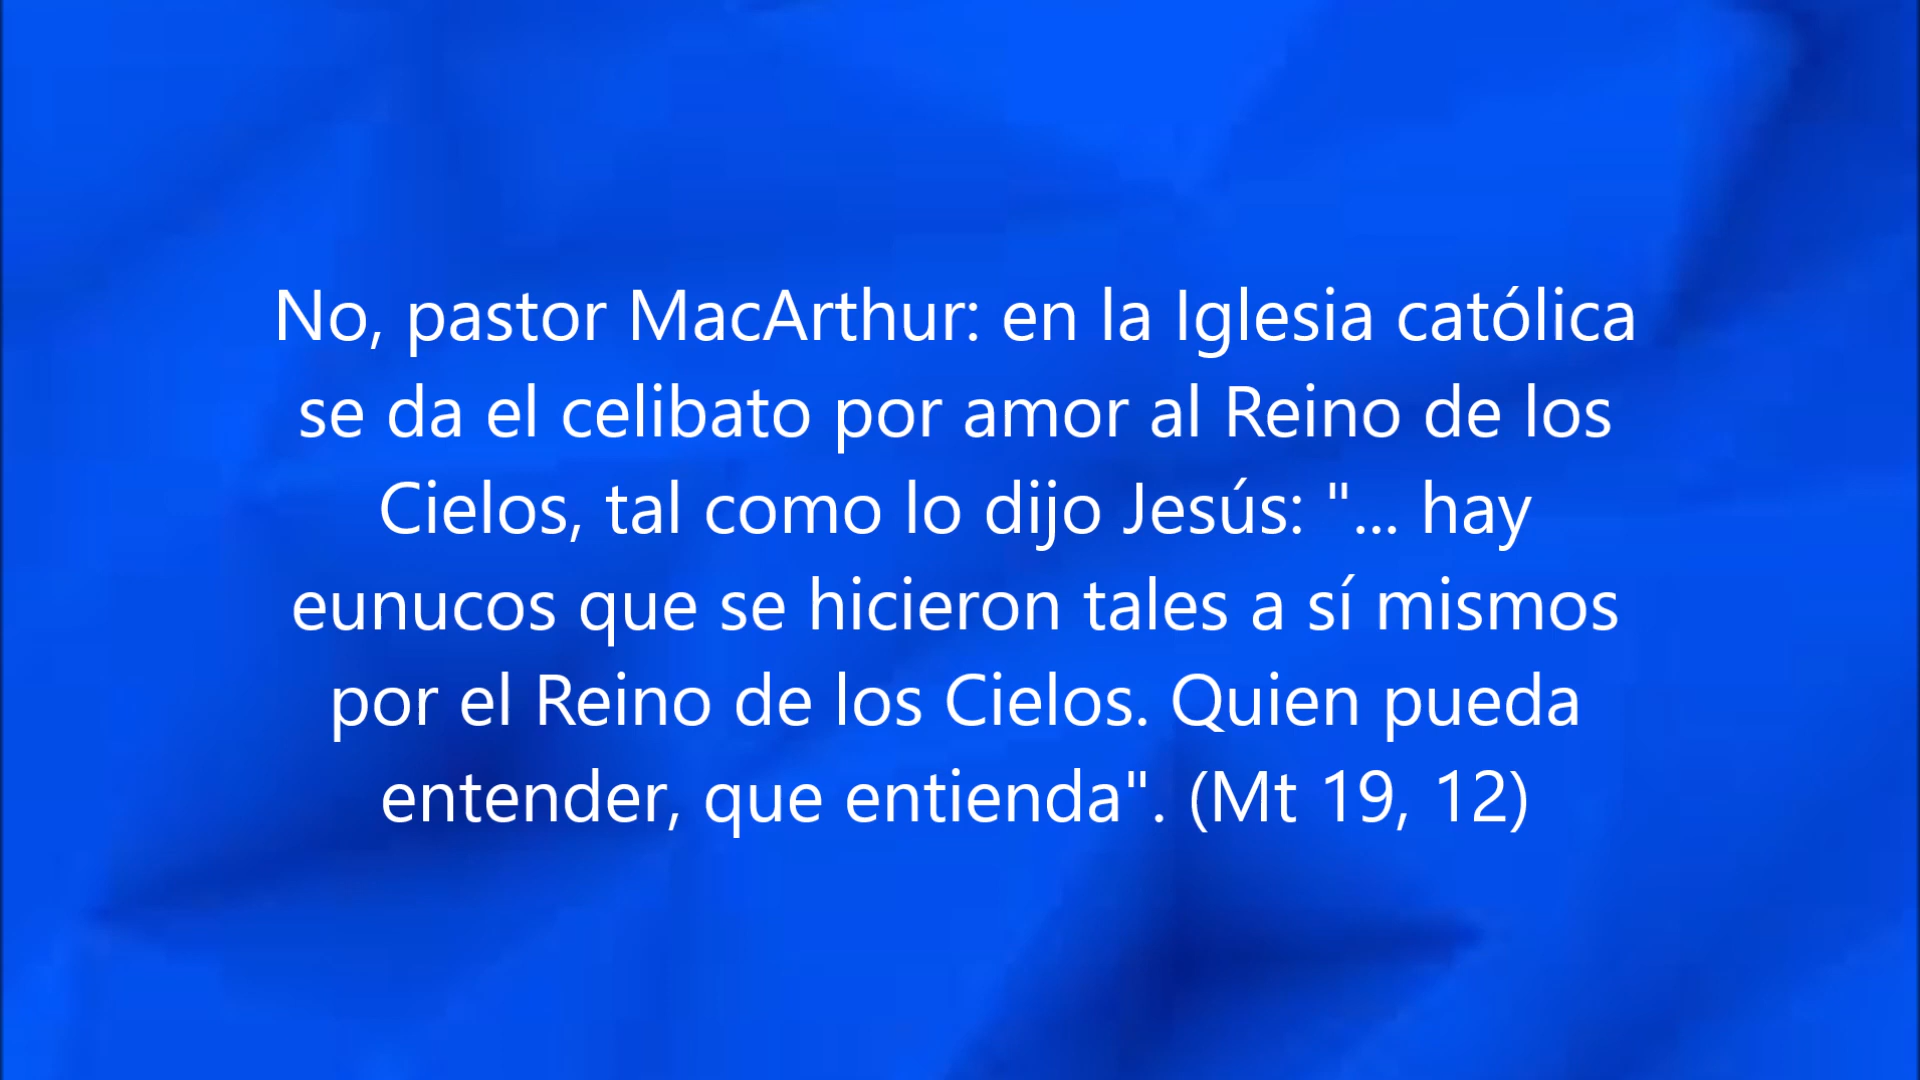 No, pastor MacArthur: en la Iglesia católica
se da el celibato por amor al Reino de los
Cielos, tal como lo dijo Jesús: "... hay
eunucos que se hicieron tales a sí mismos
por el Reino de los Cielos. Quien pueda
entender, que entienda". (Mt 19, 12)